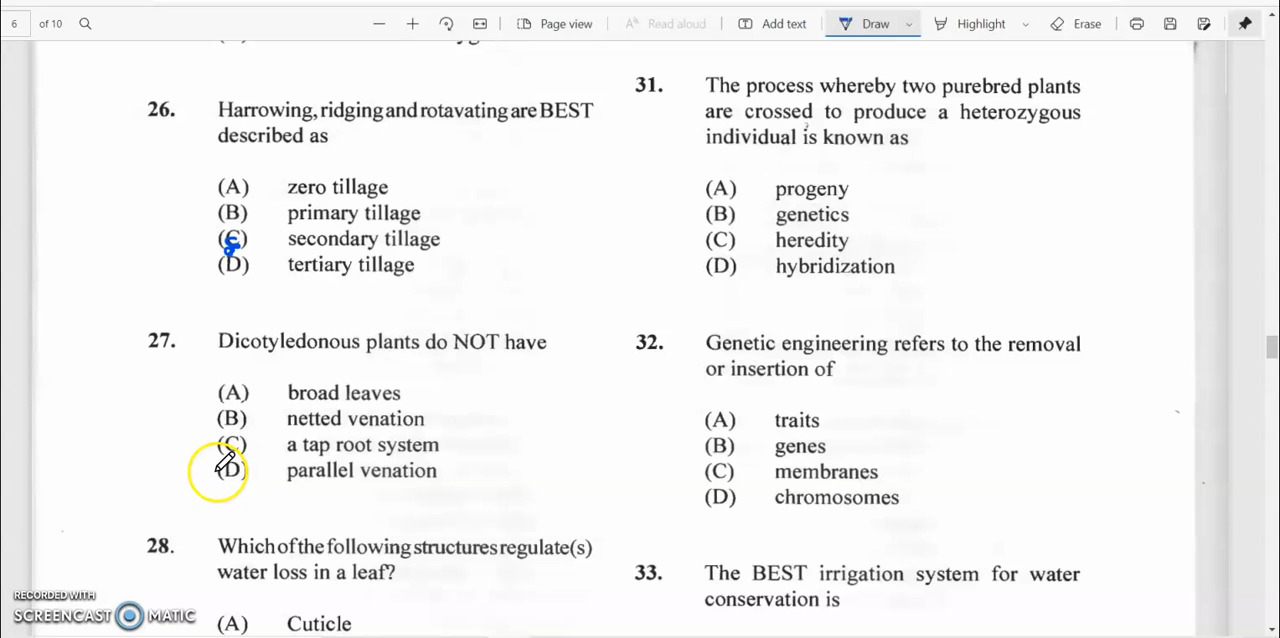 6 of 10
Page view
Read aloud
Add text
Draw
Highlight
Erase
26. Harrowing, ridging and rotavating are BEST
described as
(A) zero tillage
(B) primary tillage
(C) secondary tillage
(D) tertiary tillage
27. Dicotyledonous plants do NOT have
(A) broad leaves
(B) netted venation
(C) a tap root system
(D) parallel venation
28. Which of the following structures regulate(s)
water loss in a leaf?
(A) Cuticle
31. The process whereby two purebred plants
are crossed to produce a heterozygous
individual is known as
(A) progeny
(B) genetics
(C) heredity
(D) hybridization
32. Genetic engineering refers to the removal
or insertion of
(A) traits
(B) genes
(C) membranes
(D) chromosomes
33. The BEST irrigation system for water
conservation is
RECORDED WITH
SCREENCAST MATIC